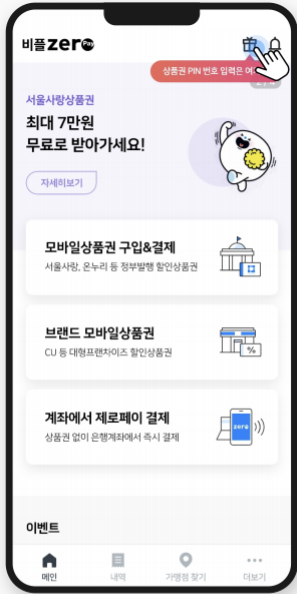 비플 zero Pay
상품권 PIN 번호 입력은 여
서울사랑상품권
최대 7만원
무료로 받아가세요!
자세히보기
모바일상품권 구입&결제
서울사랑, 온누리 등 정부발행 할인상품권
브랜드 모바일상품권
CU 등 대형프랜차이즈 할인상품권
%
계좌에서 제로페이 결제
상품권 없이 은행계좌에서 즉시 결제
zero
이벤트
메인
내역
가맹점 찾기
더보기